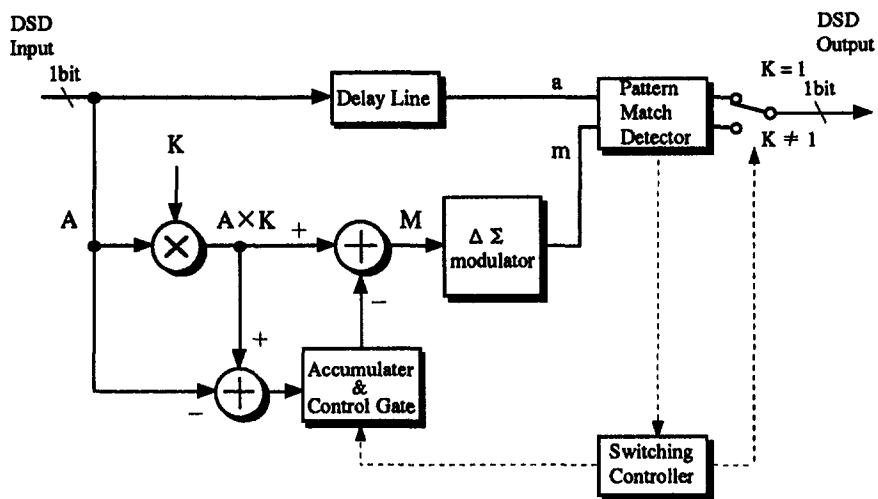 DSD
Input
1bit
Delay Line
a
Pattern
Match
Detector
K = 1
DSD
Output
1bit
K ≠ 1
m
K
A
×
A×K
+
+
M
Δ Σ
modulator
−
+
−
+
Accumulater
&
Control Gate
Switching
Controller